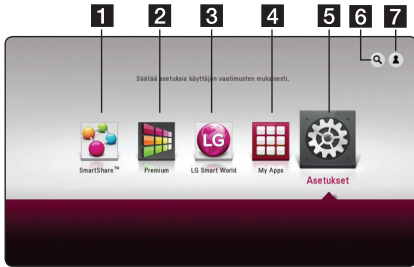 1 2 3 4 5 6 7
Säätää asetuksia käyttäjän vaatimusten mukaisesti.
LG
SmartShare™ Premium LG Smart World My Apps
Asetukset